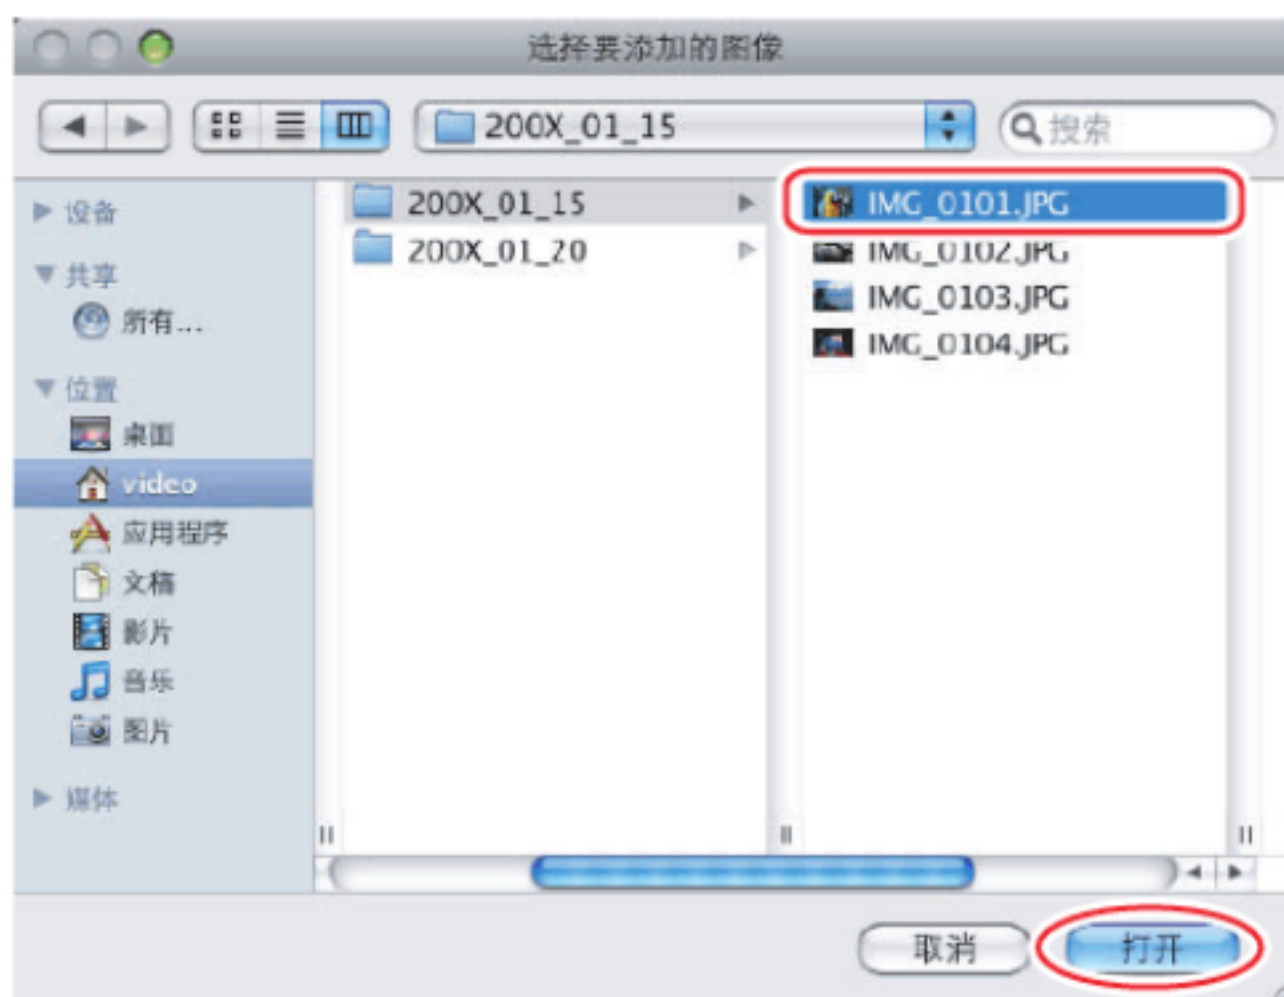 选择要添加的图像
200X_01_15
搜索
设备
共享
所有...
位置
桌面
video
应用程序
文稿
影片
音乐
图片
媒体
200X_01_15
200X_01_20
IMG_0101.JPG
IMG_0102.JPG
IMG_0103.JPG
IMG_0104.JPG
取消
打开